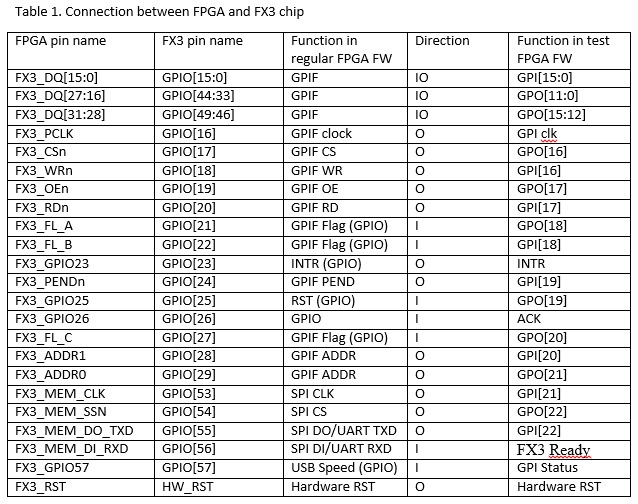 Table 1. Connection between FPGA and FX3 chip
FPGA pin name FX3 pin name Function in regular FPGA FW Direction Function in test FPGA FW
FX3_DQ[15:0] GPIO[15:0] GPIF IO GPI[15:0]
FX3_DQ[27:16] GPIO[44:33] GPIF IO GPO[11:0]
FX3_DQ[31:28] GPIO[49:46] GPIF IO GPO[15:12]
FX3_PCLK GPIO[16] GPIF clock O GPI clk
FX3_CSn GPIO[17] GPIF CS O GPO[16]
FX3_WRn GPIO[18] GPIF WR O GPI[16]
FX3_OEn GPIO[19] GPIF OE O GPO[17]
FX3_RDn GPIO[20] GPIF RD O GPI[17]
FX3_FL_A GPIO[21] GPIF Flag (GPIO) I GPO[18]
FX3_FL_B GPIO[22] GPIF Flag (GPIO) I GPI[18]
FX3_GPIO23 GPIO[23] INTR (GPIO) O INTR
FX3_PENDn GPIO[24] GPIF PEND O GPI[19]
FX3_GPIO25 GPIO[25] RST (GPIO) I GPO[19]
FX3_GPIO26 GPIO[26] GPIO I ACK
FX3_FL_C GPIO[27] GPIF Flag (GPIO) I GPO[20]
FX3_ADDR1 GPIO[28] GPIF ADDR O GPI[20]
FX3_ADDR0 GPIO[29] GPIF ADDR O GPO[21]
FX3_MEM_CLK GPIO[53] SPI CLK O GPI[21]
FX3_MEM_SSN GPIO[54] SPI CS O GPO[22]
FX3_MEM_DO_TXD GPIO[55] SPI DO/UART TXD O GPI[22]
FX3_MEM_DI_RXD GPIO[56] SPI DI/UART RXD I FX3 Ready
FX3_GPIO57 GPIO[57] USB Speed (GPIO) I GPI Status
FX3_RST HW_RST Hardware RST O Hardware RST